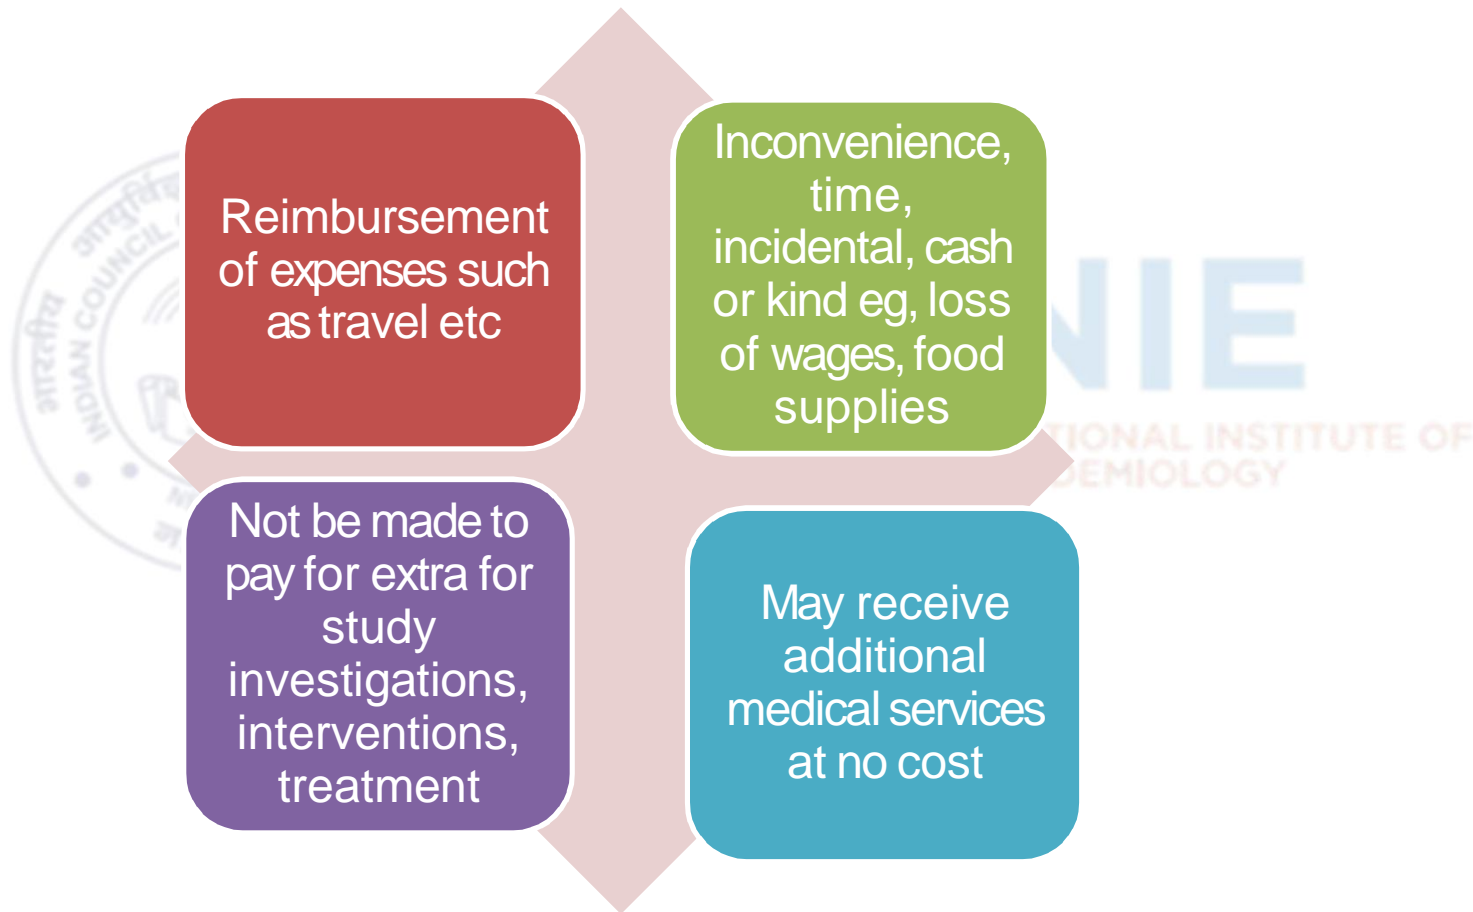 Reimbursement
of expenses such
as travel etc
Inconvenience,
time,
incidental, cash
or kind eg, loss
of wages, food
supplies
Not be made to
pay for extra for
study
investigations,
interventions,
treatment
May receive
additional
medical services
at no cost
आयुर्वि
भारतीय
INDIAN COUNCIL
NIE
INSTITUTE OF